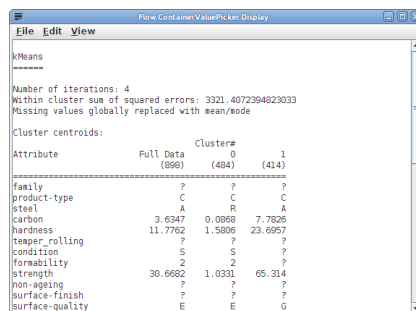 Flow.ContainerValuePicker.Display
File Edit View
kMeans
======
Number of iterations: 4
Within cluster sum of squared errors: 3321.4072394823033
Missing values globally replaced with mean/mode
Cluster centroids:
Cluster#
Attribute Full Data 0 1
(898) (484) (414)
==================================================
family ? ? ?
product-type C C C
steel A R A
carbon 3.6347 0.0868 7.7826
hardness 11.7762 1.5806 23.6957
temper_rolling ? ? ?
condition S S ?
formability 2 2 ?
strength 30.6682 1.0331 65.314
non-ageing ? ? ?
surface-finish ? ? ?
surface-quality E E G